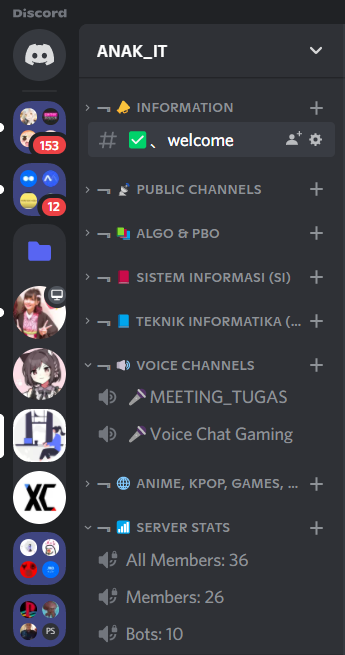 Discord
ANAK_IT
INFORMATION
welcome
153
12
PUBLIC CHANNELS
ALGO & PBO
SISTEM INFORMASI (SI)
TEKNIK INFORMATIKA (...
VOICE CHANNELS
MEETING_TUGAS
Voice Chat Gaming
ANIME, KPOP, GAMES, ...
XC
SERVER STATS
All Members: 36
Members: 26
Bots: 10
PS